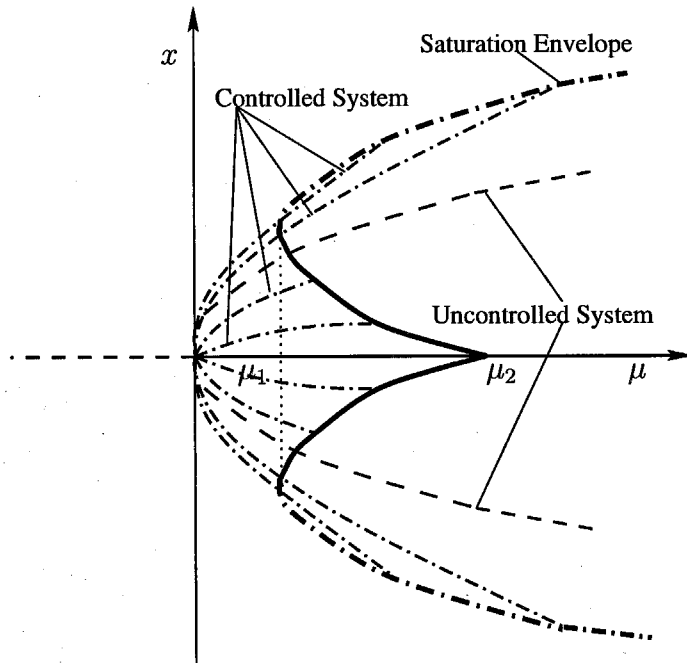 Saturation Envelope
x
Controlled System
Uncontrolled System
μ₁
μ₂
μ